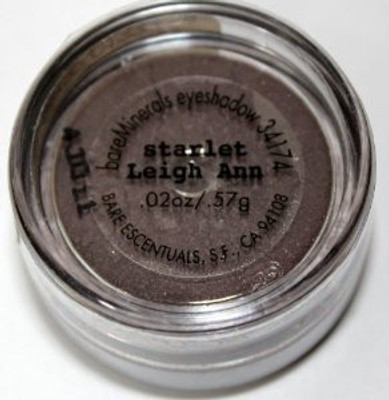 bareMinerals eyeshadow 34174
starlet
Leigh Ann
.02oz/.57g
BARE ESCENTUALS, S.F., CA 94108